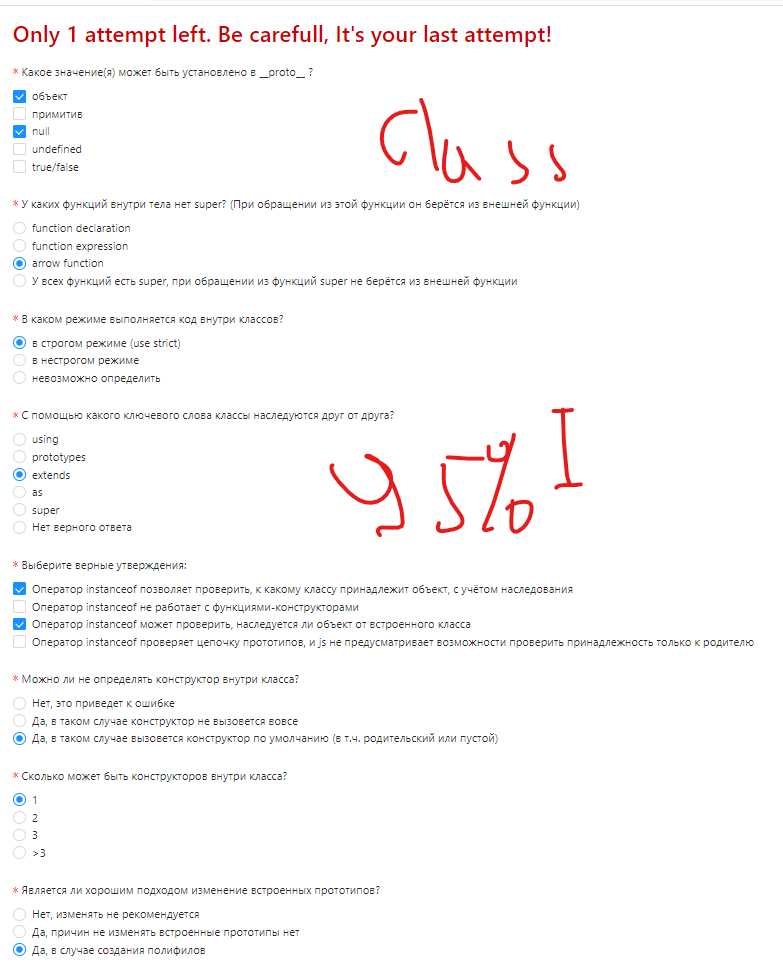 Only 1 attempt left. Be carefull, It's your last attempt!
* Какое значение(я) может быть установлено в __proto__ ?
объект
примитив
null
undefined
true/false
Class
* У каких функций внутри тела нет super? (При обращении из этой функции он берётся из внешней функции)
function declaration
function expression
arrow function
У всех функций есть super, при обращении из функций super не берётся из внешней функции
* В каком режиме выполняется код внутри классов?
в строгом режиме (use strict)
в нестрогом режиме
невозможно определить
* С помощью какого ключевого слова классы наследуются друг от друга?
using
prototypes
extends
as
super
Нет верного ответа
95% I
* Выберите верные утверждения:
Оператор instanceof позволяет проверить, к какому классу принадлежит объект, с учётом наследования
Оператор instanceof не работает с функциями-конструкторами
Оператор instanceof может проверить, наследуется ли объект от встроенного класса
Оператор instanceof проверяет цепочку прототипов, и js не предусматривает возможности проверить принадлежность только к родителю
* Можно ли не определять конструктор внутри класса?
Нет, это приведет к ошибке
Да, в таком случае конструктор не вызовется вовсе
Да, в таком случае вызовется конструктор по умолчанию (в т.ч. родительский или пустой)
* Сколько может быть конструкторов внутри класса?
1
2
3
>3
* Является ли хорошим подходом изменение встроенных прототипов?
Нет, изменять не рекомендуется
Да, причин не изменять встроенные прототипы нет
Да, в случае создания полифилов